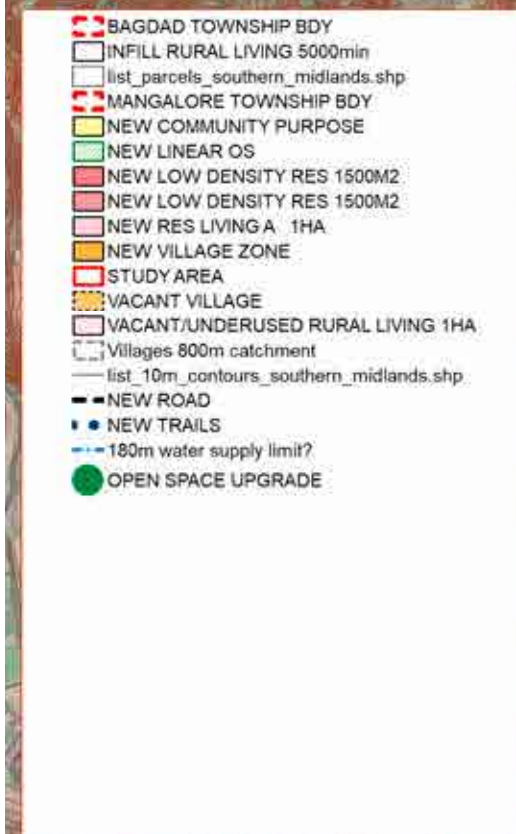 BAGDAD TOWNSHIP BDY
INFILL RURAL LIVING 5000min
list_parcels_southern_midlands.shp
MANGALORE TOWNSHIP BDY
NEW COMMUNITY PURPOSE
NEW LINEAR OS
NEW LOW DENSITY RES 1500M2
NEW LOW DENSITY RES 1500M2
NEW RES LIVING A 1HA
NEW VILLAGE ZONE
STUDY AREA
VACANT VILLAGE
VACANT/UNDERUSED RURAL LIVING 1HA
Villages 800m catchment
list_10m_contours_southern_midlands.shp
NEW ROAD
NEW TRAILS
180m water supply limit?
OPEN SPACE UPGRADE